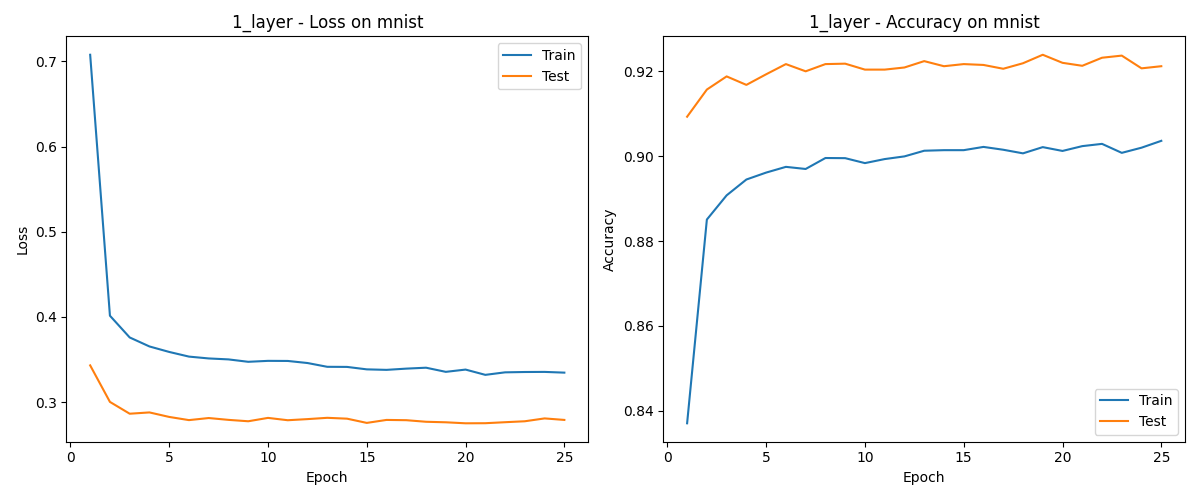 1_layer - Loss on mnist
Loss
0.7
0.6
0.5
0.4
0.3
Train
Test
0
5
10
15
20
25
Epoch
1_layer - Accuracy on mnist
Accuracy
0.92
0.90
0.88
0.86
0.84
Train
Test
0
5
10
15
20
25
Epoch